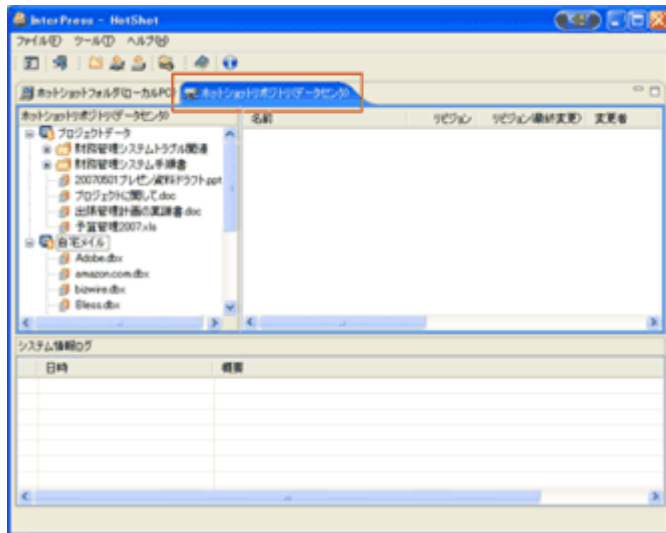 InterPress - HotShot
ファイル(F) ツール(T) ヘルプ(H)
ホットショットフォルダ(ローカルPC) ホットショットリポジトリ(データセンタ)
ホットショットリポジトリ(データセンタ)
名前 リビジョン リビジョン(最終変更) 変更者
プロジェクトデータ
財務管理システムトラブル関連
財務管理システム手順書
20070501プレゼン資料ドラフト.ppt
プロジェクトに関して.doc
出張管理計画の稟議書.doc
予算管理2007.xls
自宅メイル
Adobe.dbx
amazon.com.dbx
bizwire.dbx
Bless.dbx
システム情報ログ
日時 概要